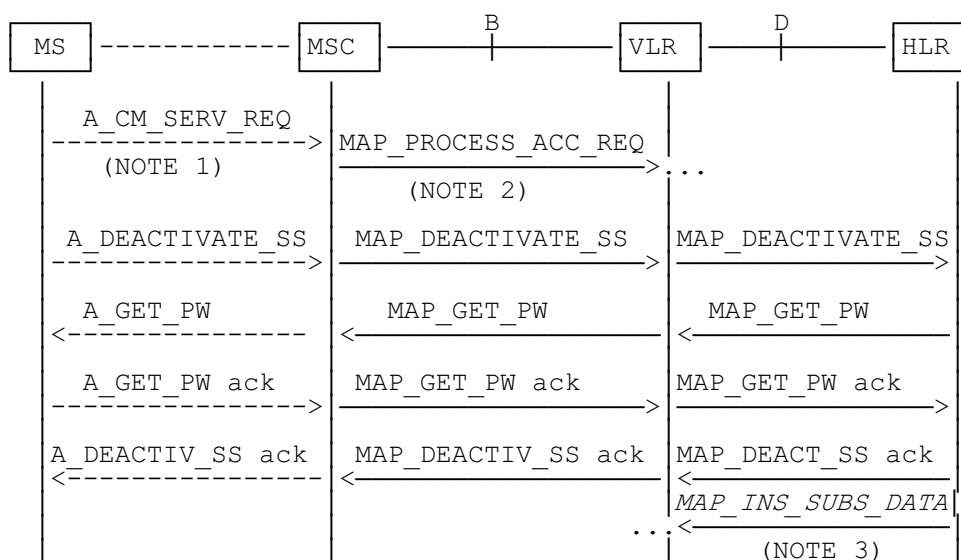 B D
MS MSC VLR HLR
A_CM_SERV_REQ
MAP_PROCESS_ACC_REQ
(NOTE 1) ...
(NOTE 2)
A_DEACTIVATE_SS MAP_DEACTIVATE_SS MAP_DEACTIVATE_SS
A_GET_PW MAP_GET_PW MAP_GET_PW
A_GET_PW ack MAP_GET_PW ack MAP_GET_PW ack
A_DEACTIV_SS ack MAP_DEACTIV_SS ack MAP_DEACT_SS ack
MAP_INS_SUBS_DATA
...
(NOTE 3)